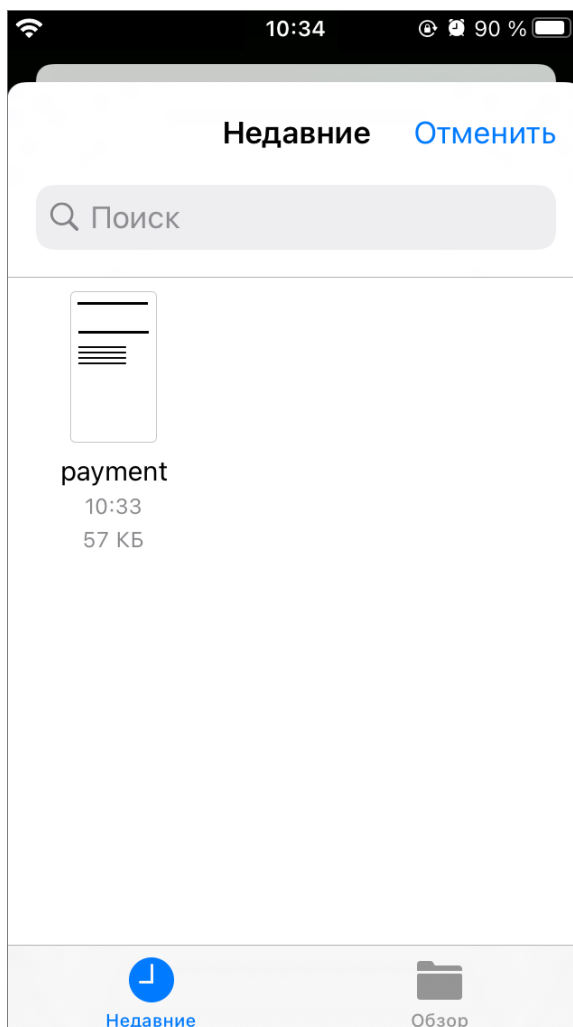 10:34
90 %
Недавние
Отменить
Поиск
payment
10:33
57 КБ
Недавние
Обзор